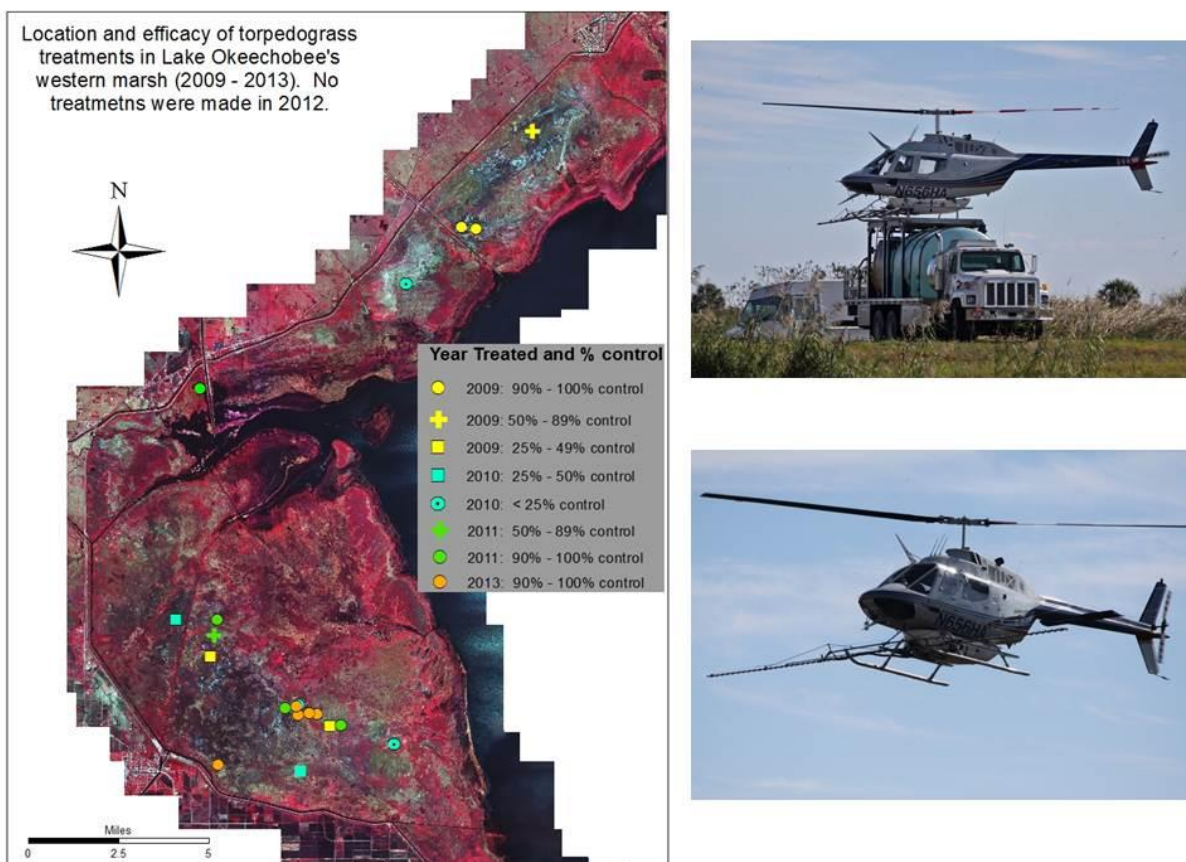 Location and efficacy of torpedograss
treatments in Lake Okeechobee's
western marsh (2009 - 2013).  No
treatmetns were made in 2012.
N
Year Treated and % control
2009: 90% - 100% control
2009: 50% - 89% control
2009: 25% - 49% control
2010: 25% - 50% control
2010: < 25% control
2011: 50% - 89% control
2011: 90% - 100% control
2013: 90% - 100% control
Miles
0 2.5 5
N656HA
N656HA